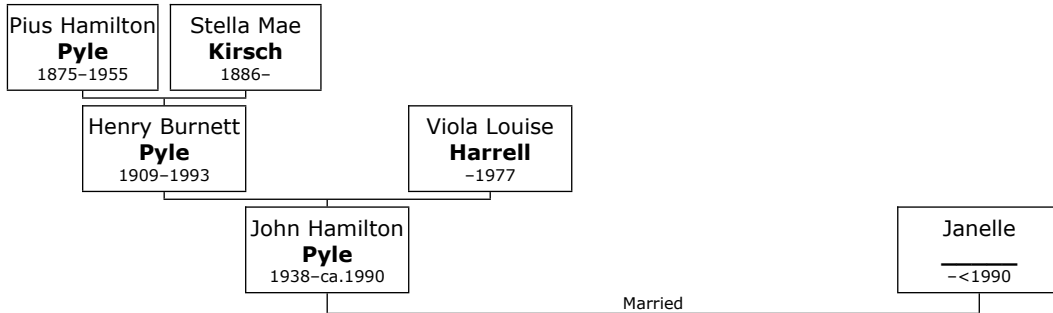 Pius Hamilton
Pyle
1875–1955
Stella Mae
Kirsch
1886–
Henry Burnett
Pyle
1909–1993
Viola Louise
Harrell
–1977
John Hamilton
Pyle
1938–ca.1990
Janelle
______
–<1990
Married